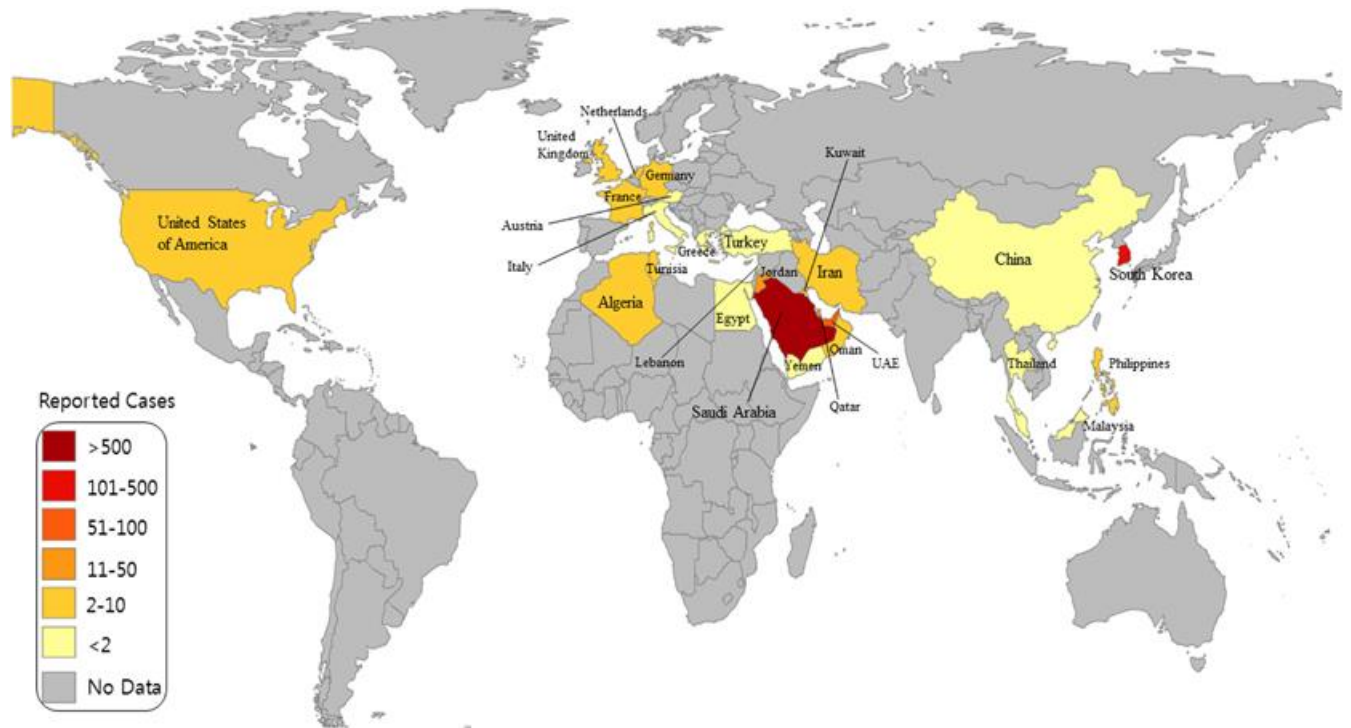 Netherlands
United
Kingdom
Kuwait
Germany
France
United States
of America
Austria
Italy
Greece
Turkey
Tunisia
Jordan
Iran
China
South Korea
Algeria
Egypt
Lebanon
Oman
UAE
Yemen
Thailand
Philippines
Saudi Arabia
Qatar
Malaysia
Reported Cases
>500
101-500
51-100
11-50
2-10
<2
No Data